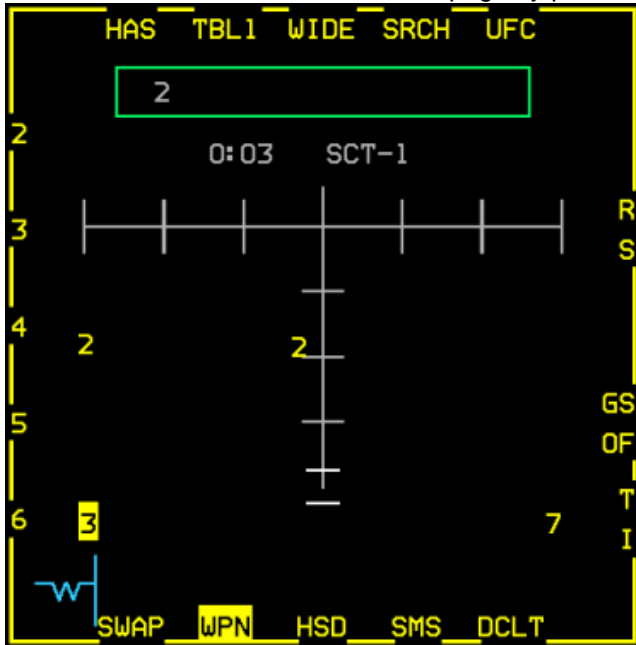 HAS TBL1 WIDE SRCH UFC
2
2
0:03 SCT-1
R
3
S
4
2 2
GS
5
OF
T
6 3 7
I
SWAP WPN HSD SMS DCLT